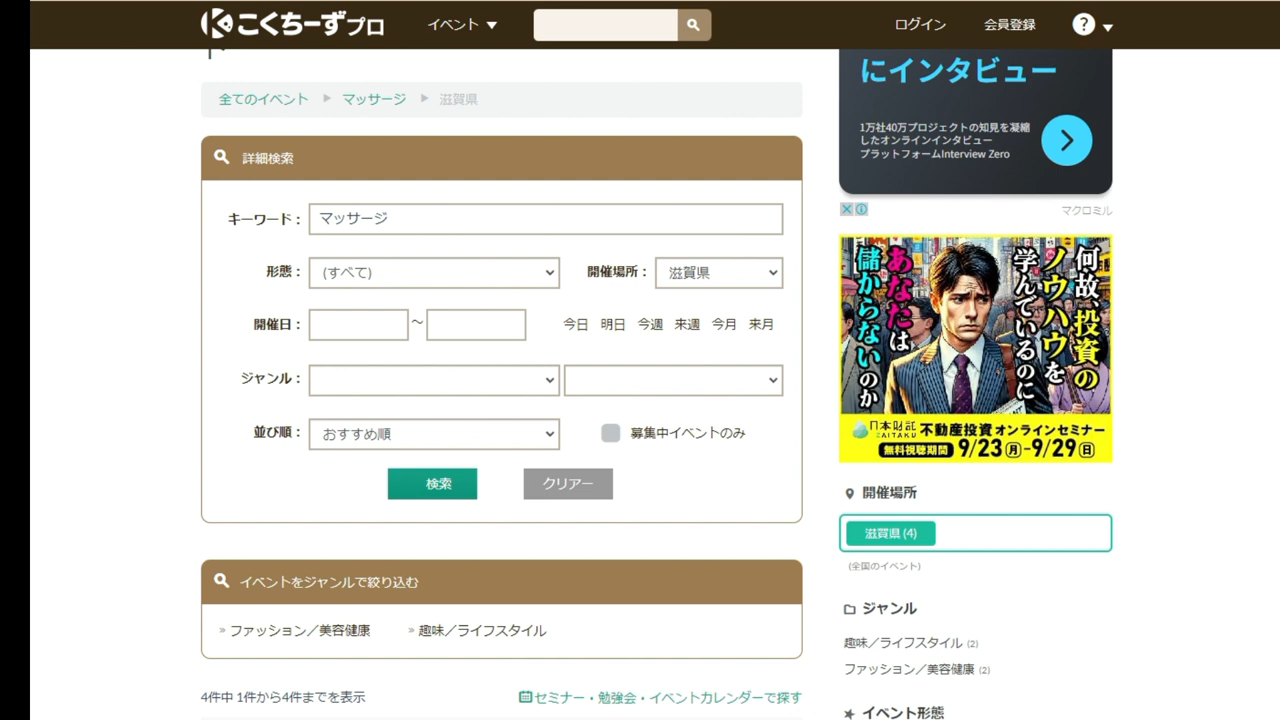 こくちーずプロ
イベント ▼
ログイン
会員登録
?
全てのイベント
マッサージ
滋賀県
詳細検索
キーワード：
マッサージ
形態：
(すべて)
開催場所：
滋賀県
開催日：
～
今日 明日 今週 来週 今月 来月
ジャンル：
並び順：
おすすめ順
募集中イベントのみ
検索
クリアー
イベントをジャンルで絞り込む
» ファッション／美容健康
» 趣味／ライフスタイル
4件中 1件から4件までを表示
セミナー・勉強会・イベントカレンダーで探す
にインタビュー
1万社40万プロジェクトの知見を凝縮
したオンラインインタビュー
プラットフォームInterview Zero
マクロミル
何故、投資の
ノウハウを
学んでいるのに
あなたは
儲からないのか
日本財託
ZAITAKU
不動産投資オンラインセミナー
無料視聴期間 9/23(月)-9/29(日)
開催場所
滋賀県 (4)
(全国のイベント)
ジャンル
趣味／ライフスタイル (2)
ファッション／美容健康 (2)
イベント形態